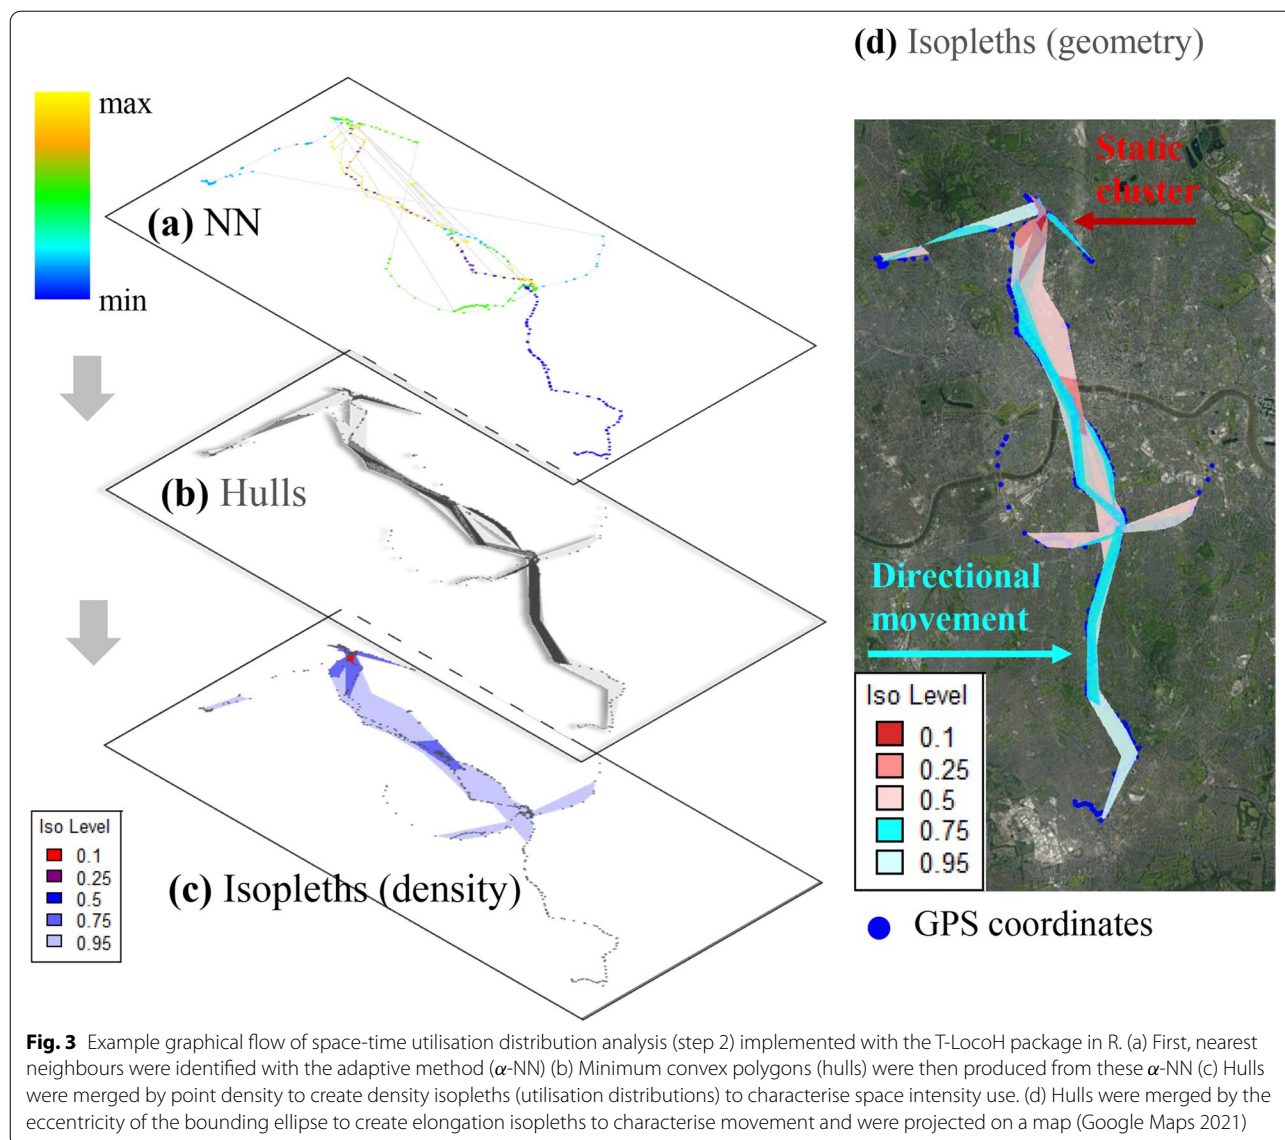 (d) Isopleths (geometry)
max
min
(a) NN
(b) Hulls
(c) Isopleths (density)
Iso Level
0.1
0.25
0.5
0.75
0.95
Static
cluster
Directional
movement
Iso Level
0.1
0.25
0.5
0.75
0.95
GPS coordinates
Fig. 3 Example graphical flow of space-time utilisation distribution analysis (step 2) implemented with the T-LocoH package in R. (a) First, nearest
neighbours were identified with the adaptive method (α-NN) (b) Minimum convex polygons (hulls) were then produced from these α-NN (c) Hulls
were merged by point density to create density isopleths (utilisation distributions) to characterise space intensity use. (d) Hulls were merged by the
eccentricity of the bounding ellipse to create elongation isopleths to characterise movement and were projected on a map (Google Maps 2021)